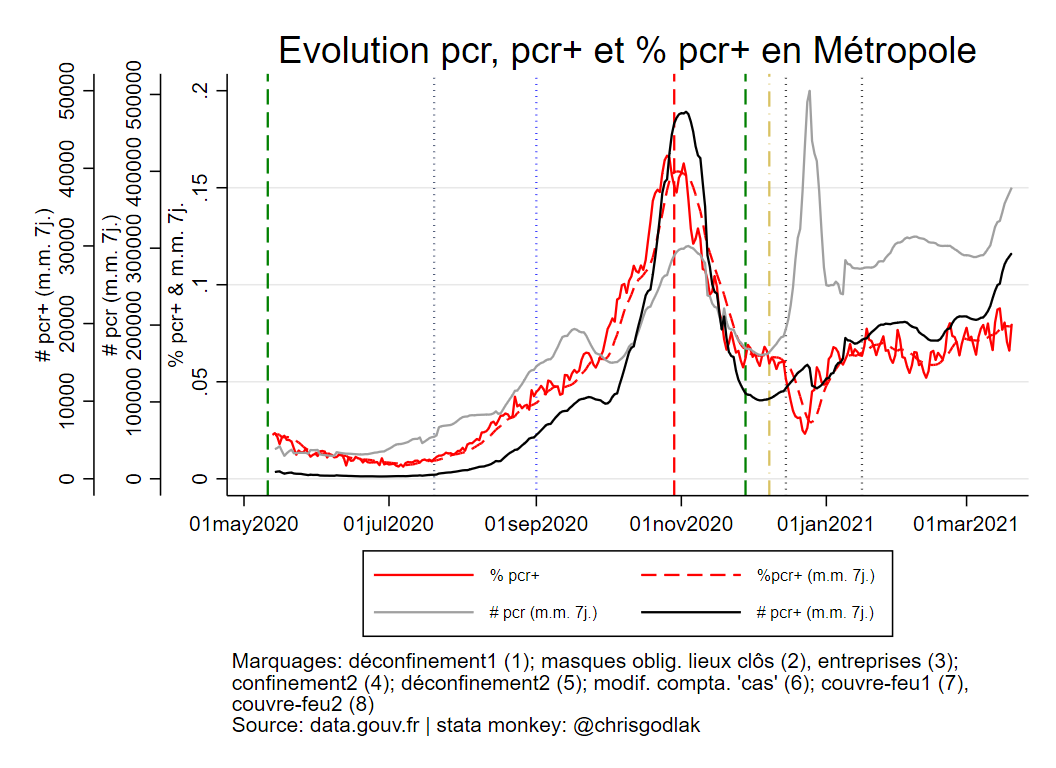 Evolution pcr, pcr+ et % pcr+ en Métropole
# pcr+ (m.m. 7j.)
0
10000
20000
30000
40000
50000
# pcr (m.m. 7j.)
0
100000
200000
300000
400000
500000
% pcr+ & m.m. 7j.
0
.05
.1
.15
.2
01may2020
01jul2020
01sep2020
01nov2020
01jan2021
01mar2021
% pcr+
%pcr+ (m.m. 7j.)
# pcr (m.m. 7j.)
# pcr+ (m.m. 7j.)
Marquages: déconfinement1 (1); masques oblig. lieux clôs (2), entreprises (3);
confinement2 (4); déconfinement2 (5); modif. compta. 'cas' (6); couvre-feu1 (7),
couvre-feu2 (8)
Source: data.gouv.fr | stata monkey: @chrisgodlak